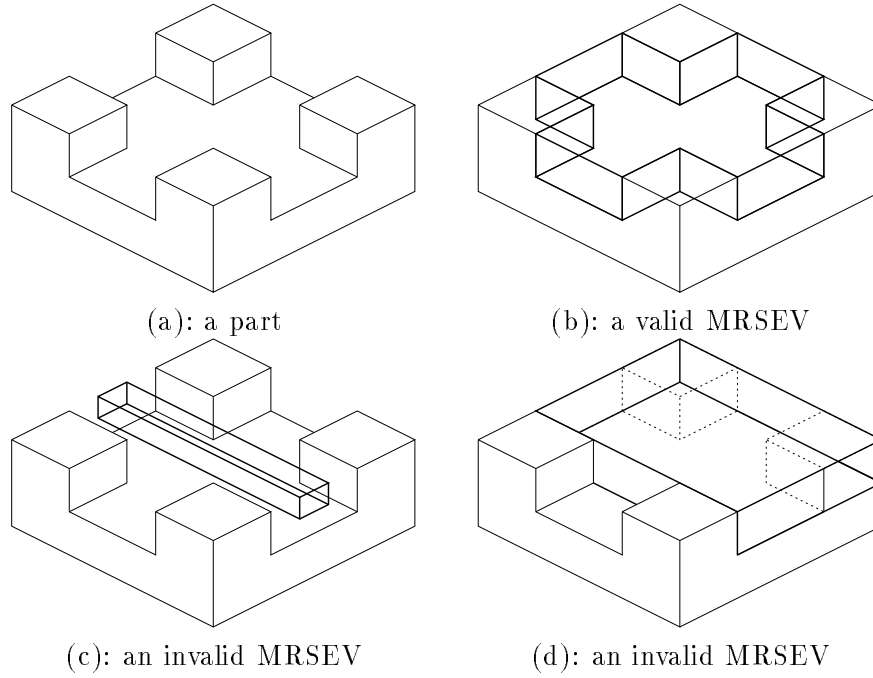 (a): a part
(b): a valid MRSEV
(c): an invalid MRSEV
(d): an invalid MRSEV